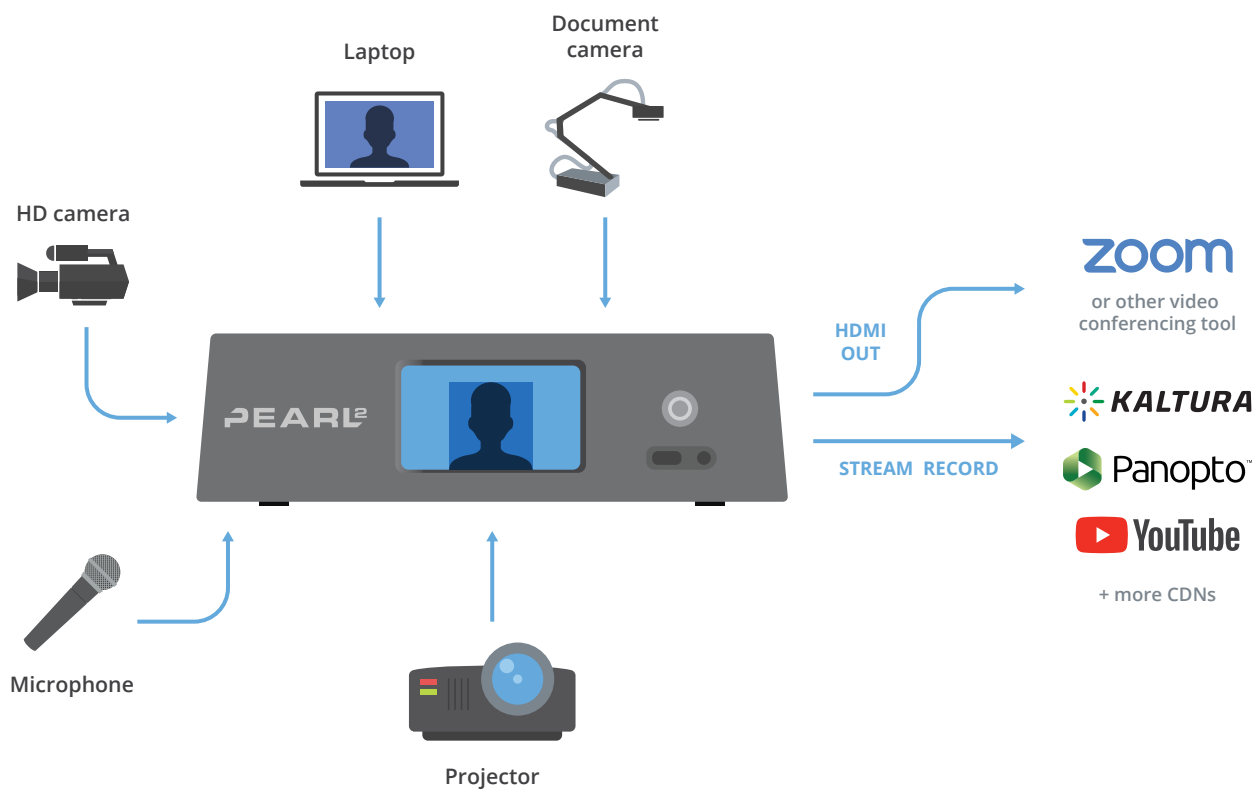 Document
camera
Laptop
HD camera
zoom
or other video
conferencing tool
HDMI
OUT
PEARL²
KALTURA
STREAM RECORD
Panopto™
YouTube
+ more CDNs
Microphone
Projector